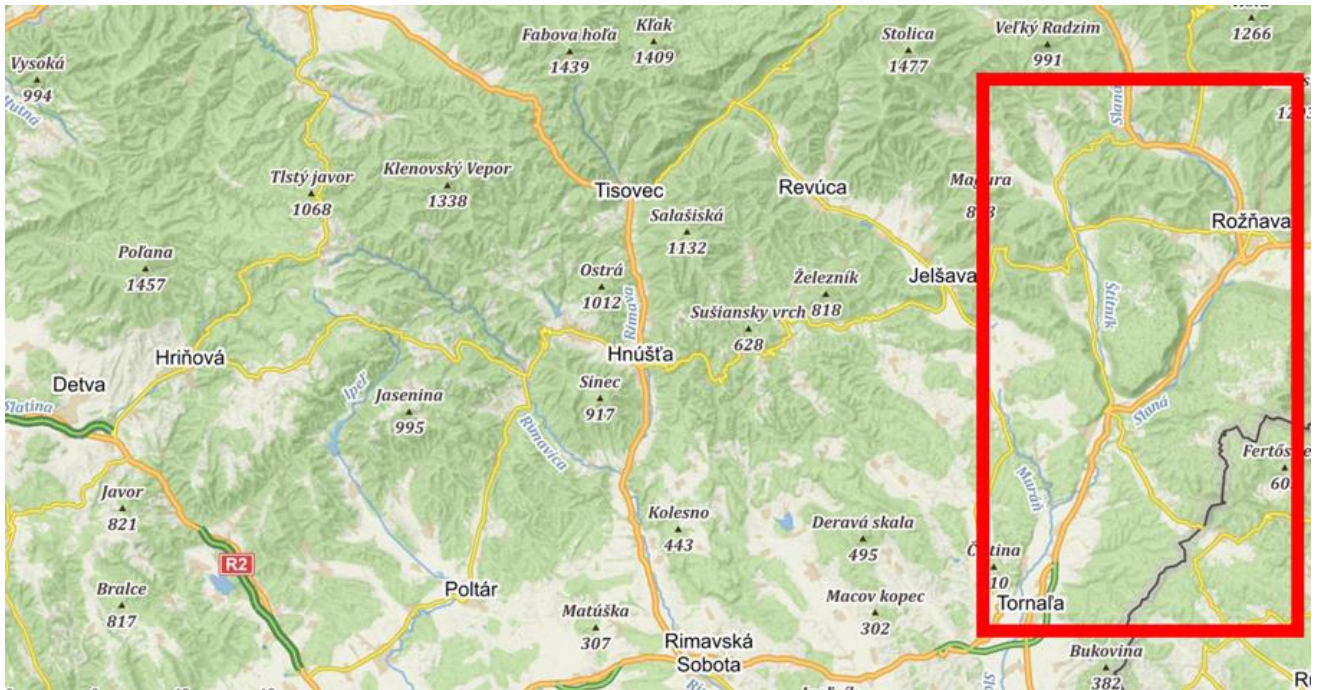 Fabova hoľa
1439
Kľak
1409
Stolica
1477
Veľký Radzim
991
1266
Vysoká
994
Hutná
Slaná
Tlstý javor
1068
Klenovský Vepor
1338
Tisovec
Revúca
Magura
Salašiská
1132
Rožňava
Poľana
1457
Ostrá
1012
Rimava
Železník
818
Jelšava
Štítnik
Sušiansky vrch
628
Hriňová
Hnúšťa
Detva
Slatina
Ipeľ
Jasenina
995
Sinec
917
Rimavica
Slaná
Javor
821
Kolesno
443
Deravá skala
495
Muráň
R2
Bralce
817
Poltár
Matúška
307
Macov kopec
302
Tornaľa
Rimavská
Sobota
Bukovina
382